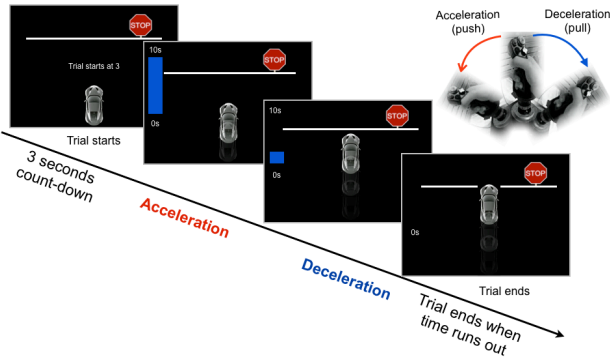 STOP
Trial starts at 3
Trial starts
10s
0s
STOP
10s
0s
STOP
0s
STOP
Trial ends
Acceleration
(push)
Deceleration
(pull)
3 seconds
count-down
Acceleration
Deceleration
Trial ends when
time runs out